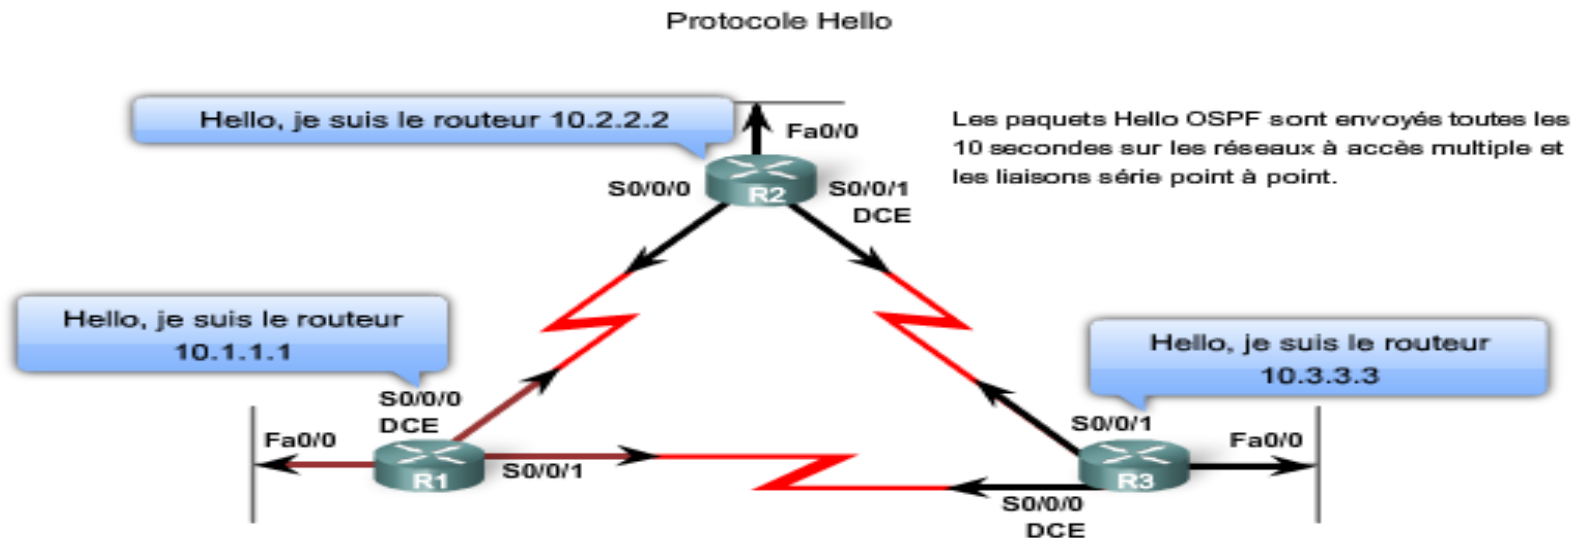 Protocole Hello
Hello, je suis le routeur 10.2.2.2
Les paquets Hello OSPF sont envoyés toutes les
10 secondes sur les réseaux à accès multiple et
les liaisons série point à point.
Fa0/0
S0/0/0
R2
S0/0/1
DCE
Hello, je suis le routeur
10.1.1.1
Hello, je suis le routeur
10.3.3.3
S0/0/0
DCE
Fa0/0
R1
S0/0/1
S0/0/1
Fa0/0
R3
S0/0/0
DCE